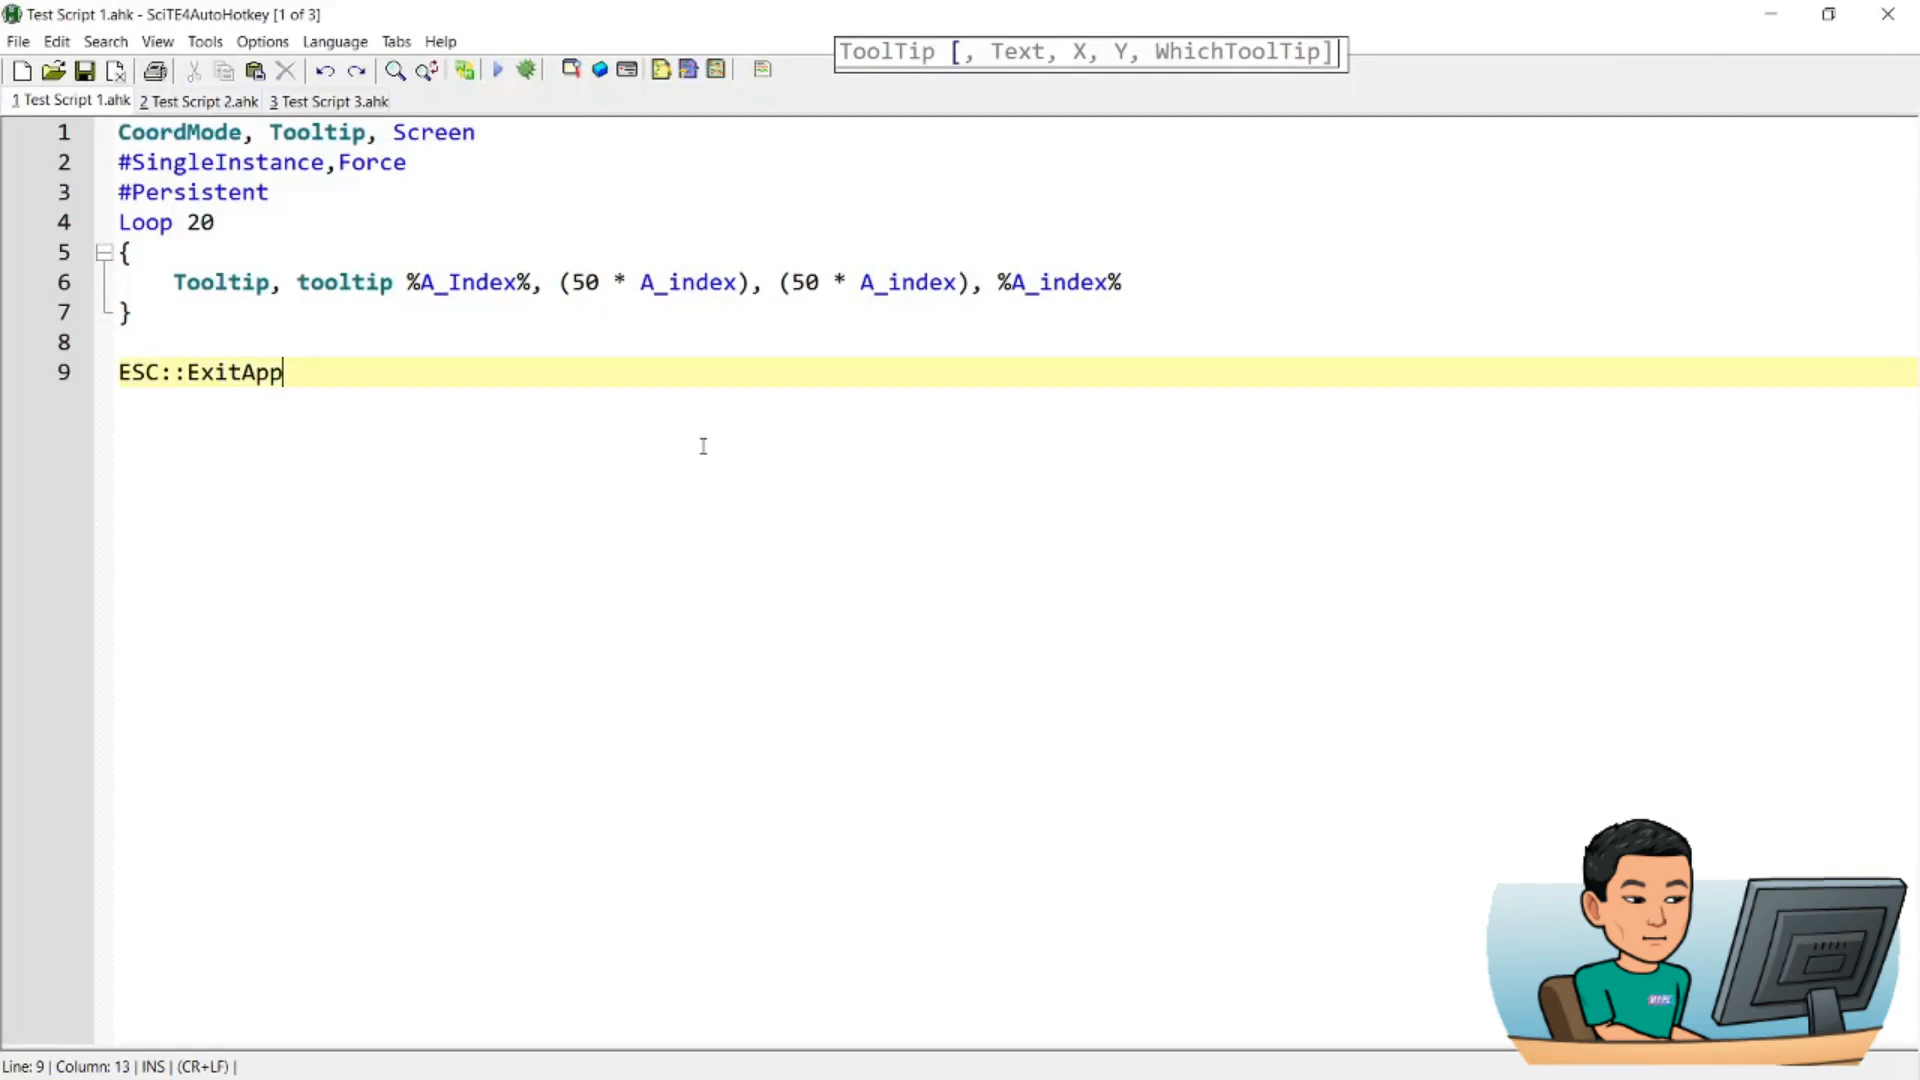 Test Script 1.ahk - SciTE4AutoHotkey [1 of 3]
File Edit Search View Tools Options Language Tabs Help
ToolTip [, Text, X, Y, WhichToolTip]
1 Test Script 1.ahk 2 Test Script 2.ahk 3 Test Script 3.ahk
1 CoordMode, Tooltip, Screen
2 #SingleInstance,Force
3 #Persistent
4 Loop 20
5 {
6 Tooltip, tooltip %A_Index%, (50 * A_index), (50 * A_index), %A_index%
7 }
8
9 ESC::ExitApp
Line: 9 | Column: 13 | INS | (CR+LF) |